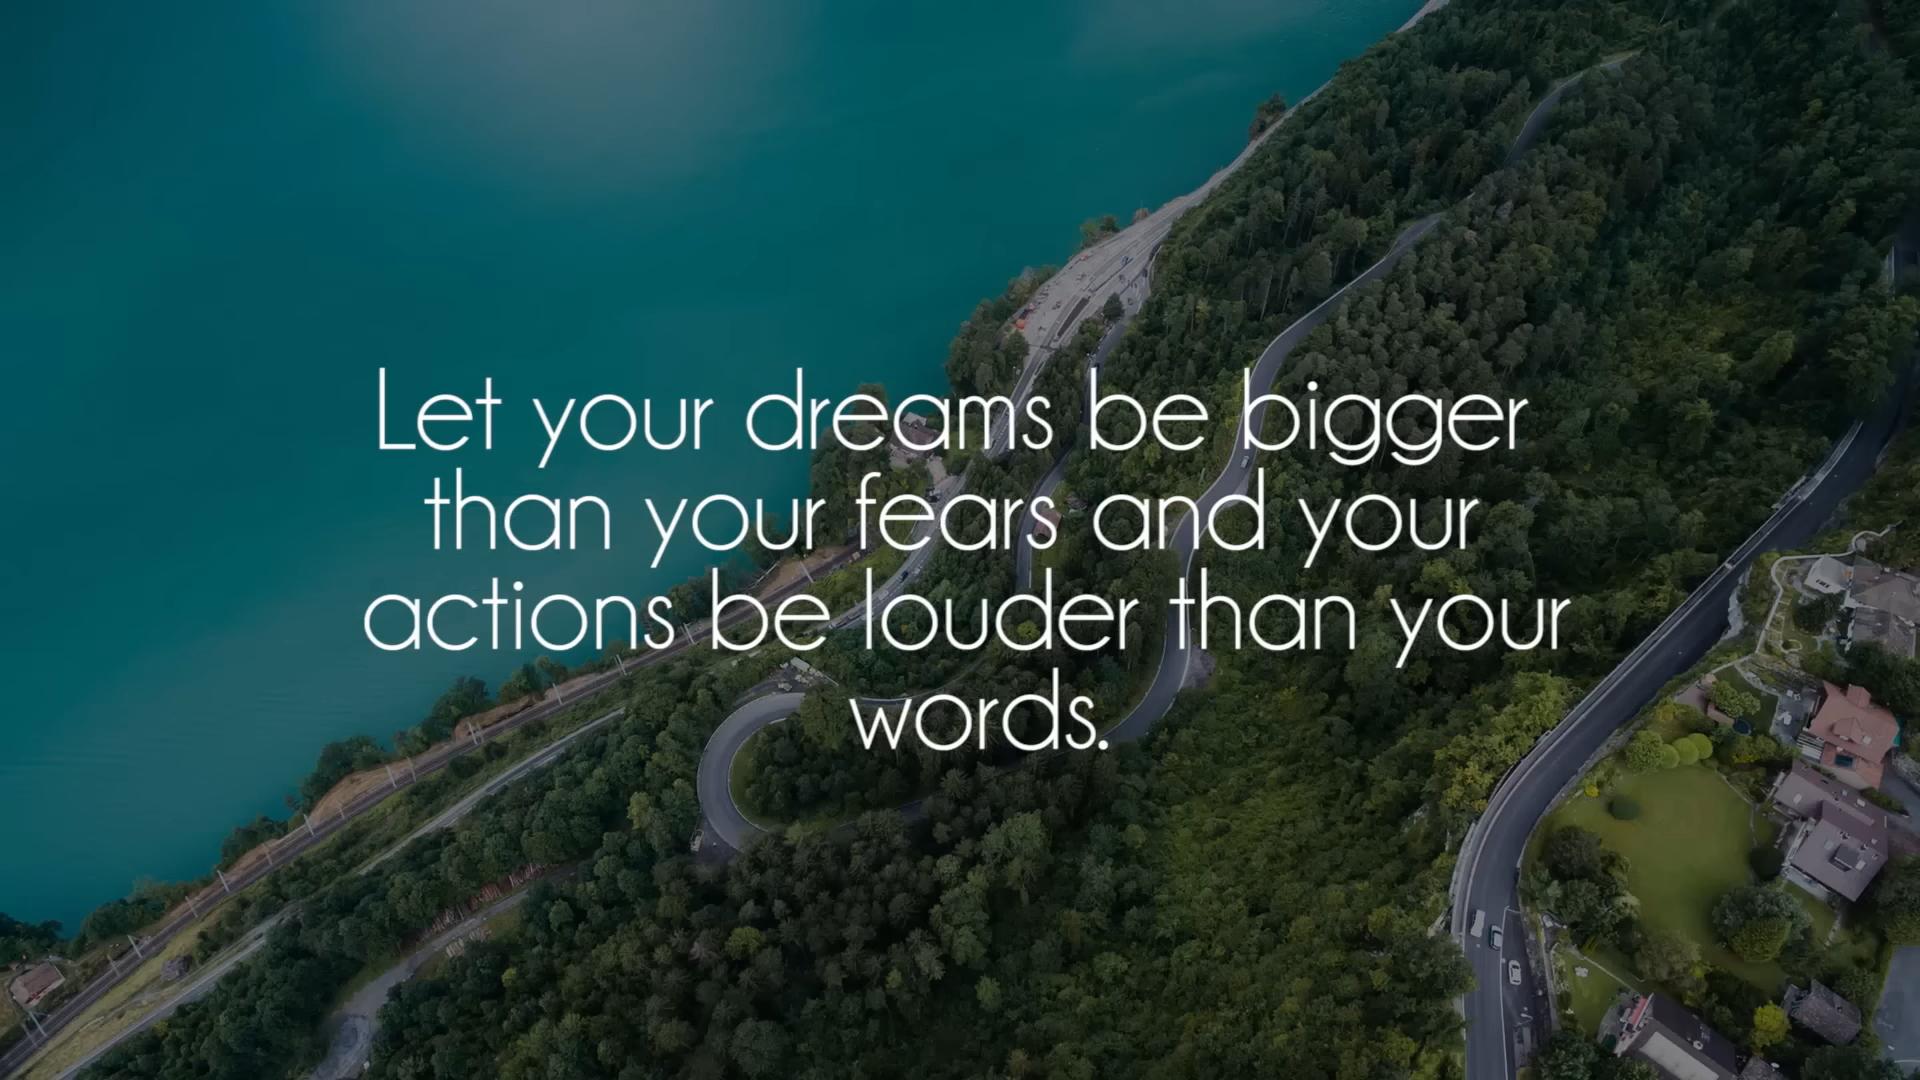 Let your dreams be bigger
than your fears and your
actions be louder than your
words.